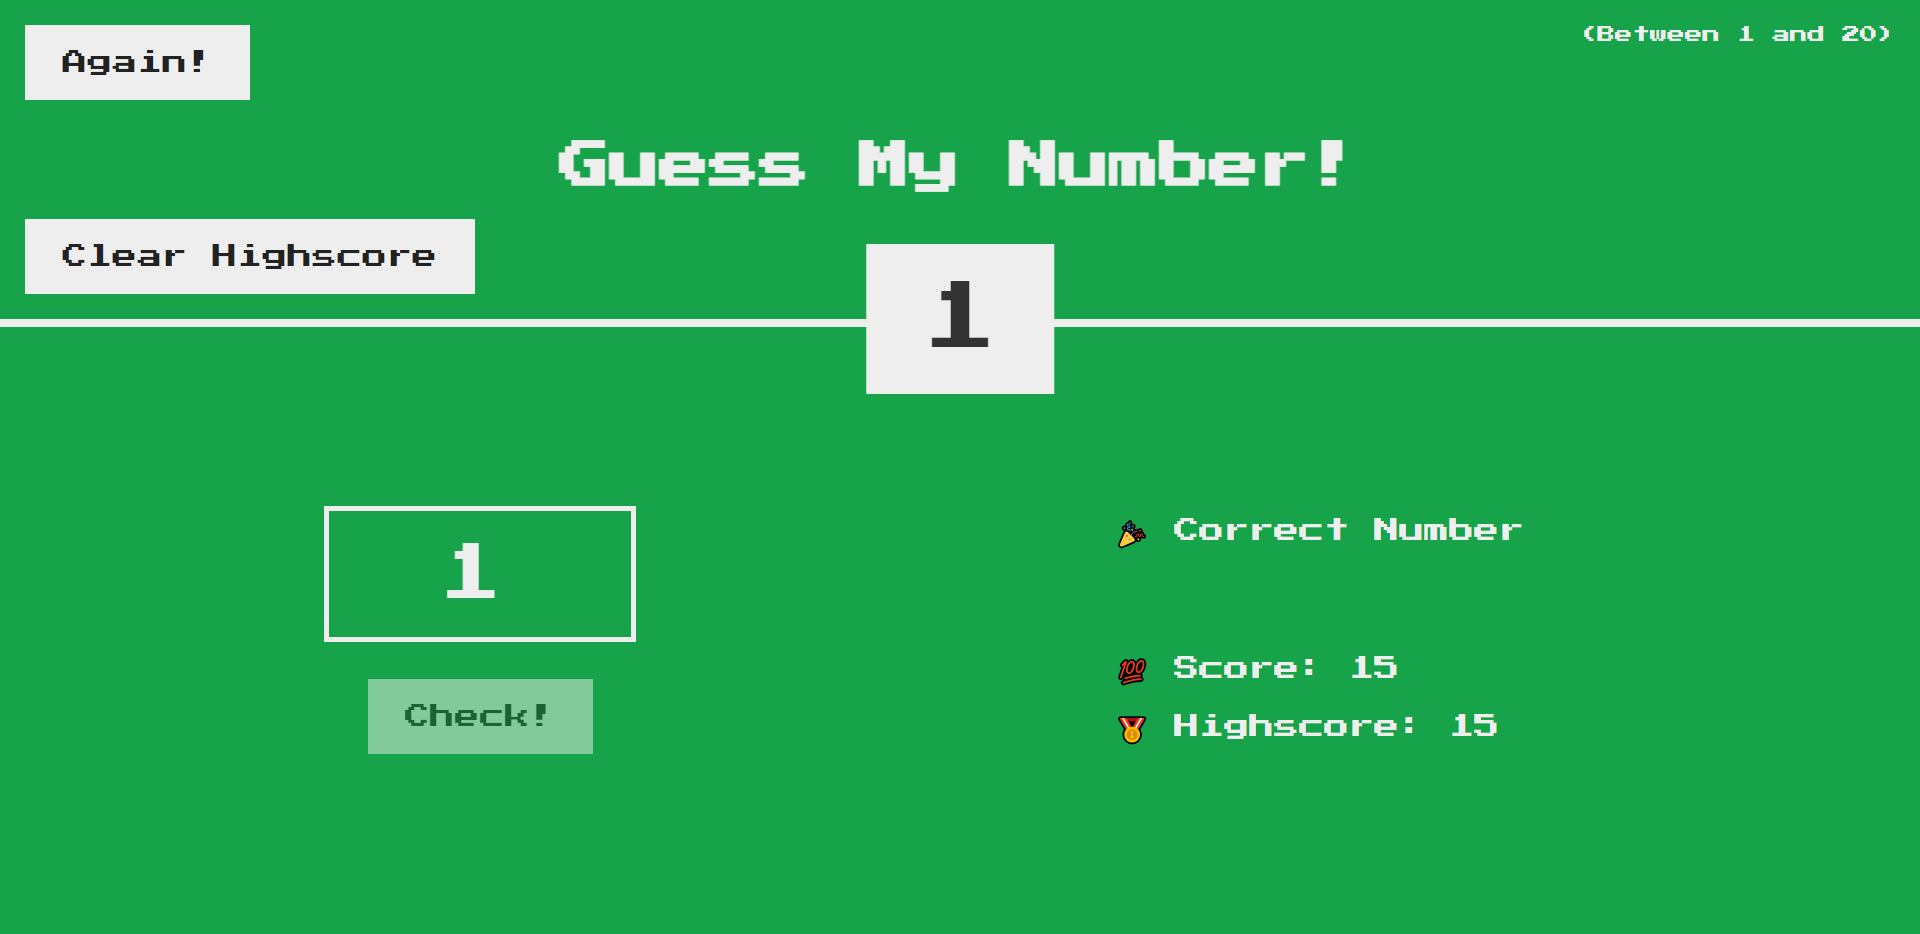 Again!
(Between 1 and 20)
Guess My Number!
Clear Highscore
1
1
Check!
🎉 Correct Number
💯 Score: 15
🥇 Highscore: 15